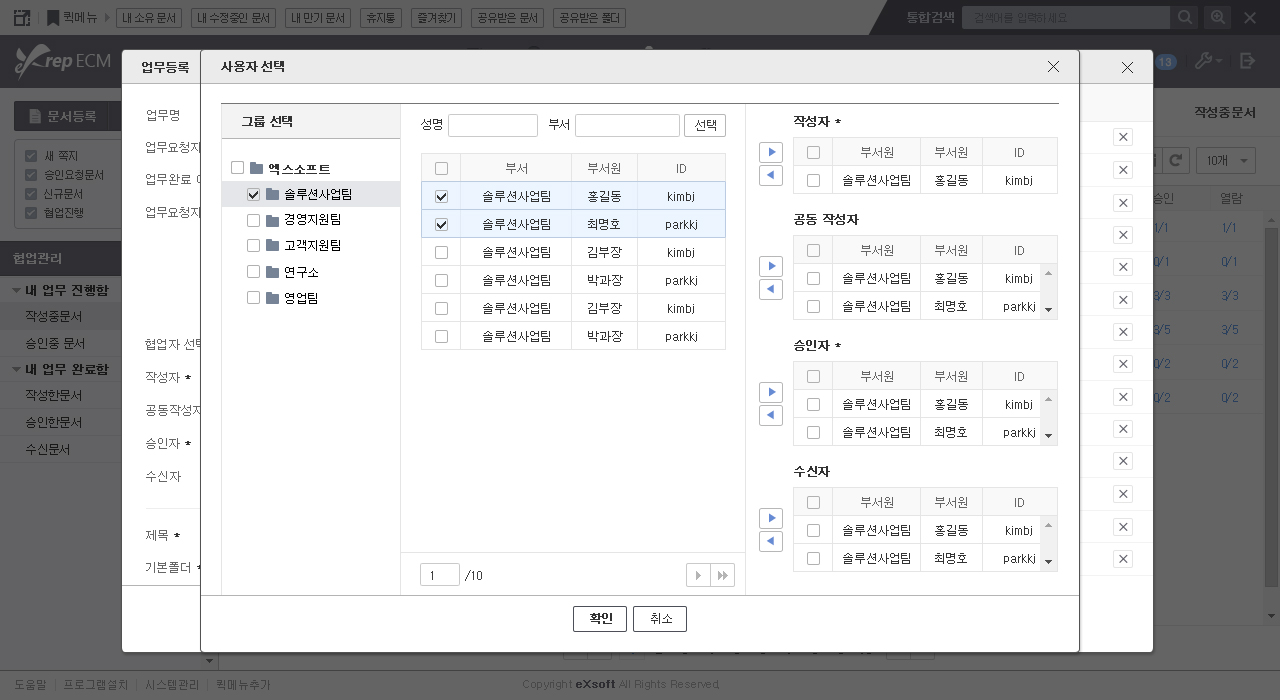 퀵메뉴 내 소유 문서 내 수정중인 문서 내 만기 문서 휴지통 즐겨찾기 공유받은 문서 공유받은 폴더 통합검색 검색어를 입력하세요
Xrep ECM
13
문서등록
작성중문서
새 쪽지
승인요청문서
신규문서
협업진행
10개
승인 열람
1/1 1/1
0/1 0/1
3/3 3/3
3/5 3/5
0/2 0/2
0/2 0/2
협업관리
내 업무 진행함
작성중문서
승인중 문서
내 업무 완료함
작성한문서
승인한문서
수신문서
업무등록
업무명
업무요청자
업무완료
업무요청자
협업자 선택
작성자 *
공동작성자
승인자 *
수신자
제목 *
기본폴더 *
사용자 선택
그룹 선택
엑스소프트
솔루션사업팀
경영지원팀
고객지원팀
연구소
영업팀
성명 부서 선택
부서 부서원 ID
솔루션사업팀 홍길동 kimbj
솔루션사업팀 최명호 parkkj
솔루션사업팀 김부장 kimbj
솔루션사업팀 박과장 parkkj
솔루션사업팀 김부장 kimbj
솔루션사업팀 박과장 parkkj
1 /10
작성자 *
부서원 부서원 ID
솔루션사업팀 홍길동 kimbj
공동 작성자
부서원 부서원 ID
솔루션사업팀 홍길동 kimbj
솔루션사업팀 최명호 parkkj
승인자 *
부서원 부서원 ID
솔루션사업팀 홍길동 kimbj
솔루션사업팀 최명호 parkkj
수신자
부서원 부서원 ID
솔루션사업팀 홍길동 kimbj
솔루션사업팀 최명호 parkkj
확인 취소
도움말 프로그램설치 시스템관리 퀵메뉴추가
Copyright eXsoft All Rights Reserved.